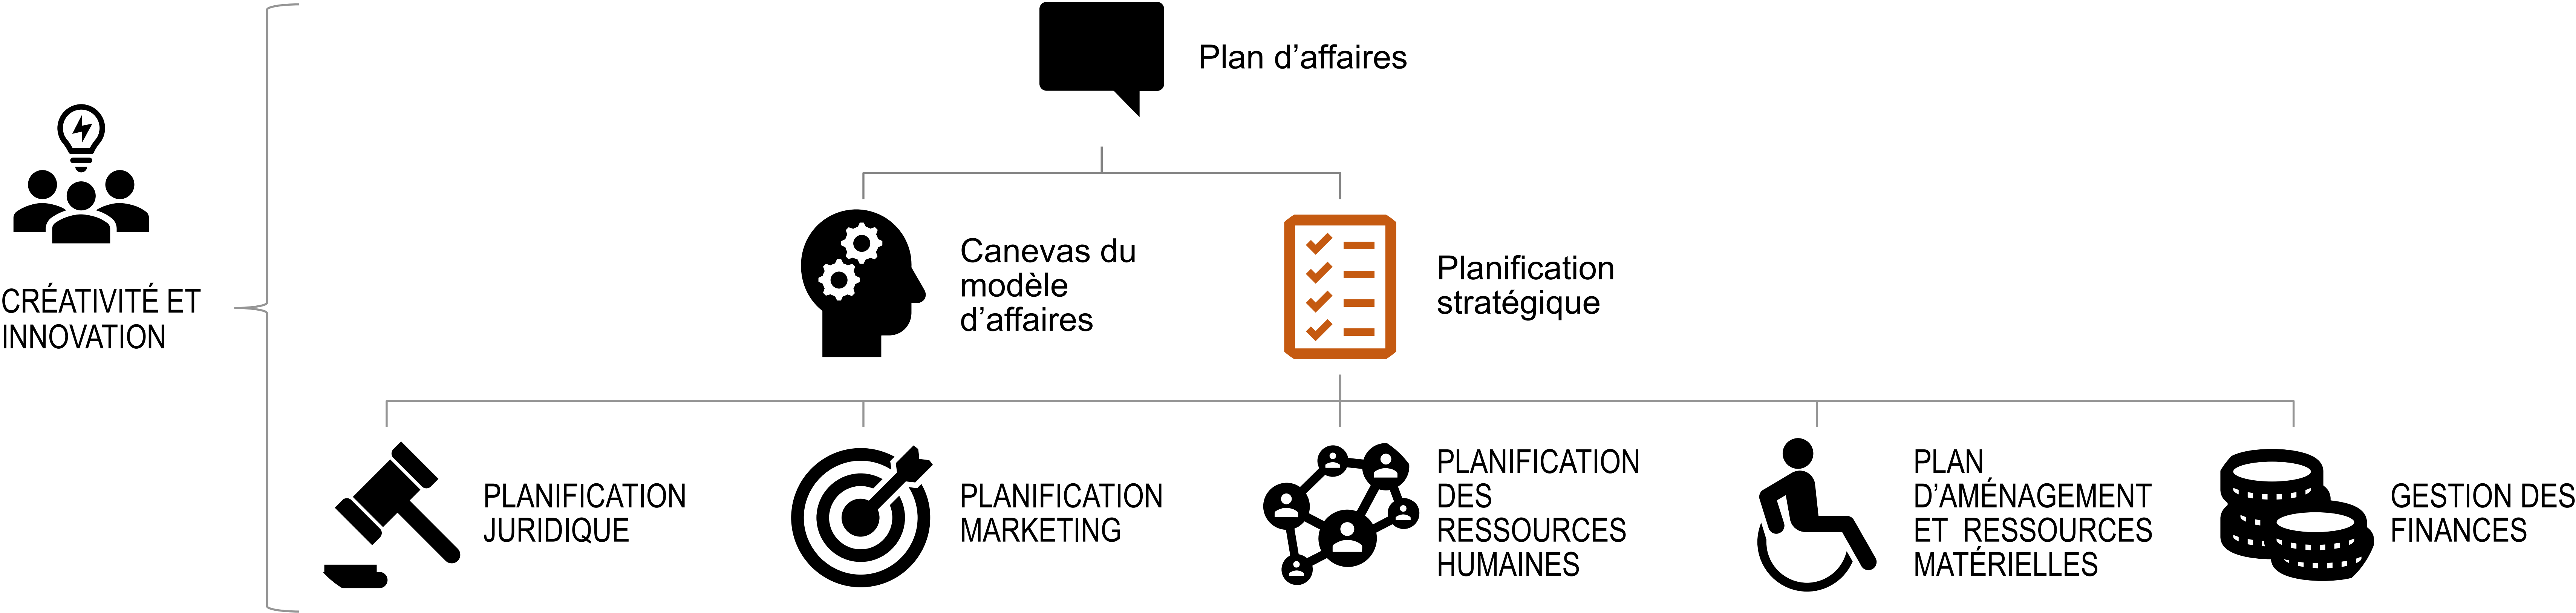 Plan d’affaires
CRÉATIVITÉ ET
INNOVATION
Canevas du
modèle
d’affaires
Planification
stratégique
PLANIFICATION
JURIDIQUE
PLANIFICATION
MARKETING
PLANIFICATION
DES
RESSOURCES
HUMAINES
PLAN
D’AMÉNAGEMENT
ET RESSOURCES
MATÉRIELLES
GESTION DES
FINANCES